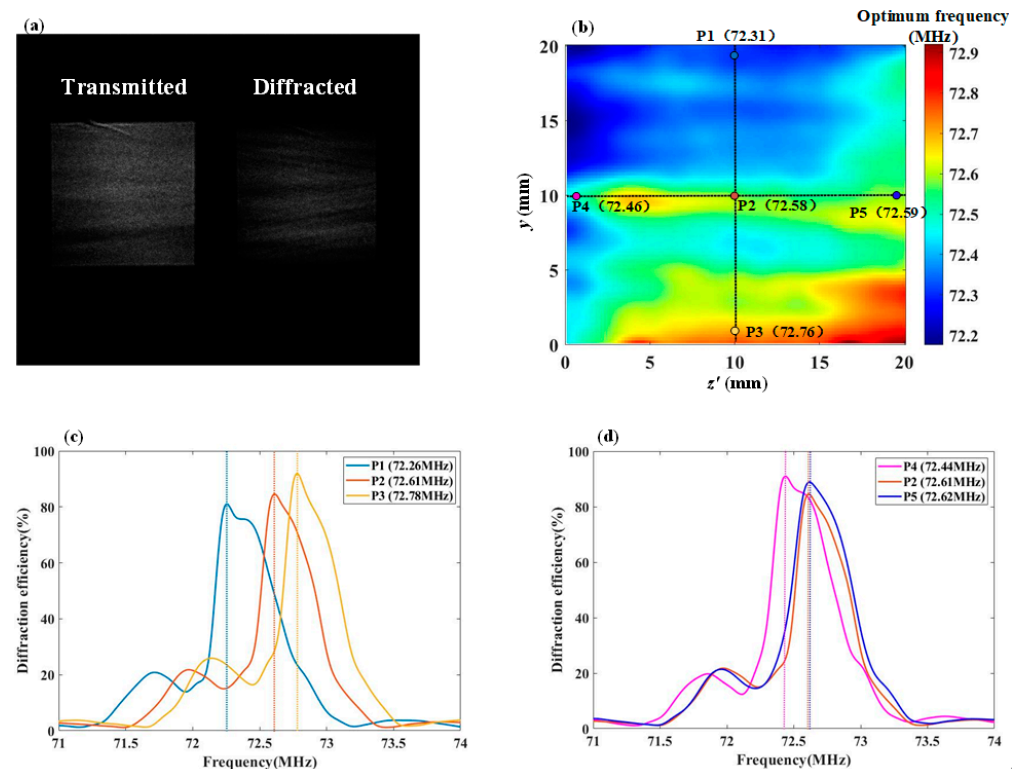 (a)
Transmitted Diffracted
(b)
Optimum frequency
(MHz)
P1（72.31）
20
15
10
5
0
y (mm)
P4（72.46）
P2（72.58）
P5（72.59）
P3（72.76）
0 5 10 15 20
z' (mm)
72.9
72.8
72.7
72.6
72.5
72.4
72.3
72.2
(c)
100
80
60
40
20
0
Diffraction efficiency(%)
P1 (72.26MHz)
P2 (72.61MHz)
P3 (72.78MHz)
71 71.5 72 72.5 73 73.5 74
Frequency(MHz)
(d)
100
80
60
40
20
0
Diffraction efficiency(%)
P4 (72.44MHz)
P2 (72.61MHz)
P5 (72.62MHz)
71 71.5 72 72.5 73 73.5 74
Frequency(MHz)